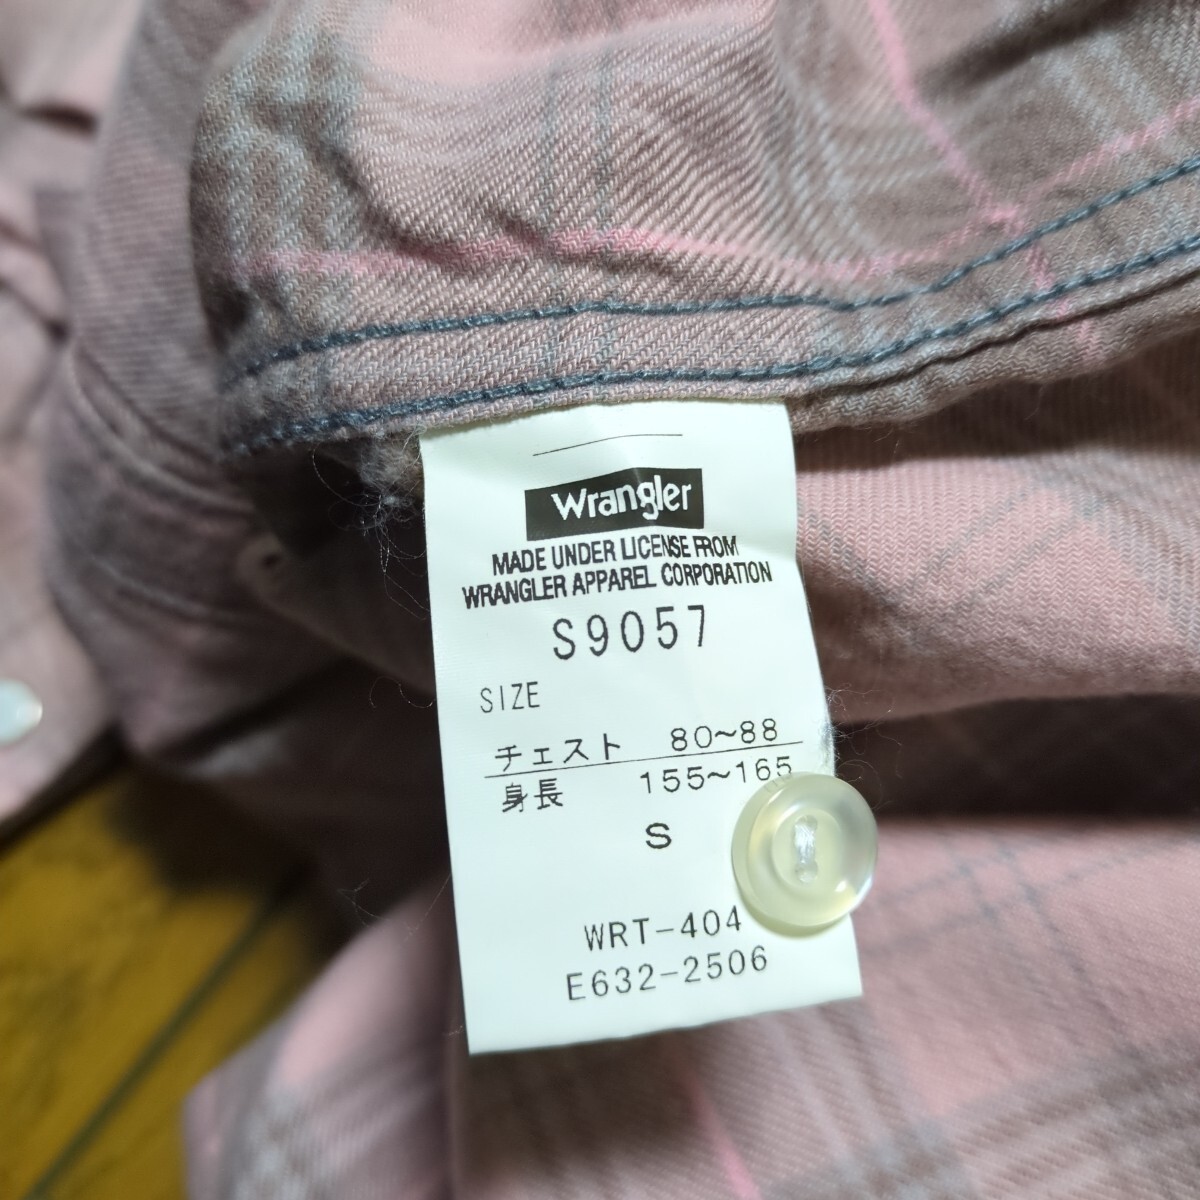 Wrangler
MADE UNDER LICENSE FROM
WRANGLER APPAREL CORPORATION
S9057
SIZE
チェスト 80~88
身長 155~165
S
WRT-404
E632-2506